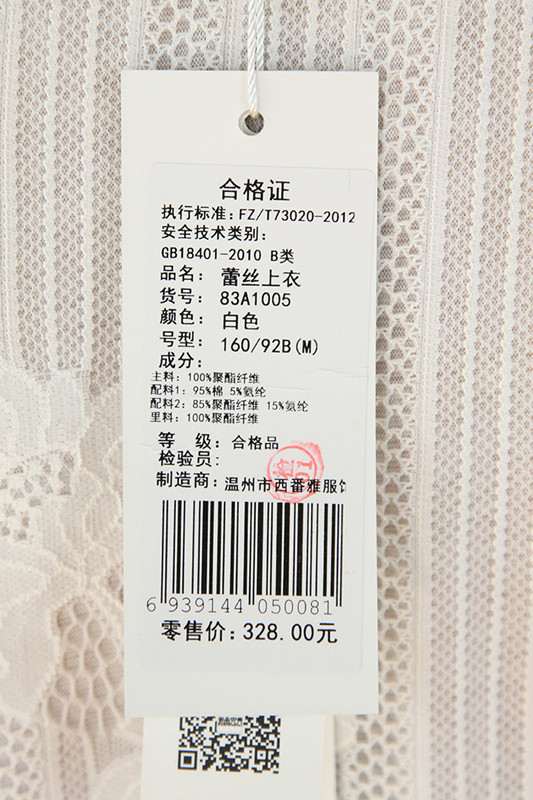 合格证
执行标准：FZ/T73020-2012
安全技术类别：
GB18401-2010 B类
品名： 蕾丝上衣
货号： 83A1005
颜色： 白色
号型： 160/92B(M)
成分：
主料：100%聚酯纤维
配料1：95%棉 5%氨纶
配料2：85%聚酯纤维 15%氨纶
里料：100%聚酯纤维
等 级：合格品
检验员：
制造商：温州市西番雅服饰
6 939144 050081
零售价：328.00元